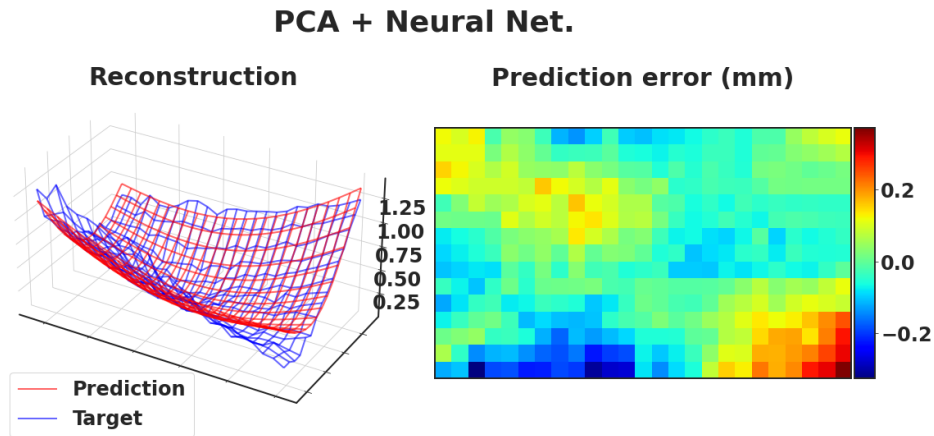 PCA + Neural Net.
Reconstruction
Prediction error (mm)
1.25
1.00
0.75
0.50
0.25
0.2
0.0
−0.2
Prediction
Target